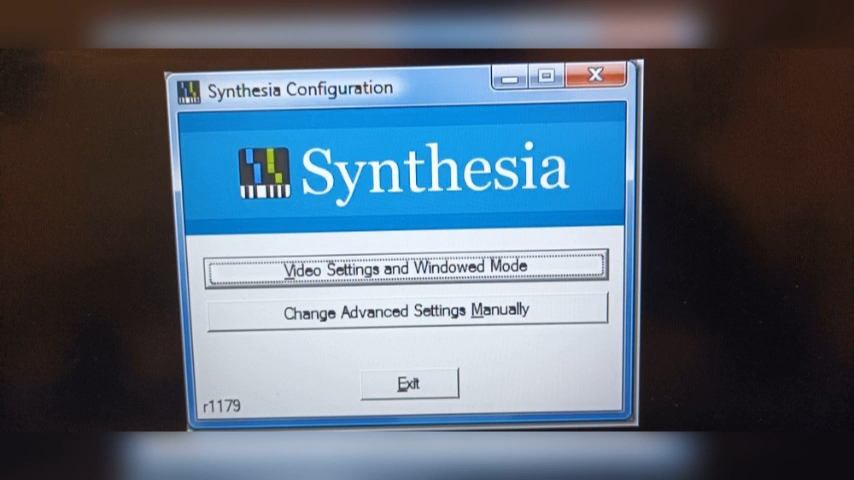 Synthesia Configuration
Synthesia
Video Settings and Windowed Mode
Change Advanced Settings Manually
Exit
r1179